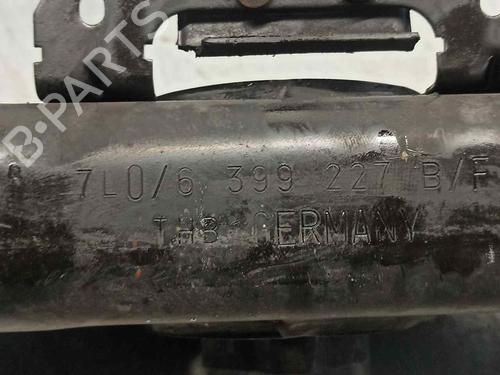 B-PARTS
7L0/6 399 227 B/F
THB GERMANY